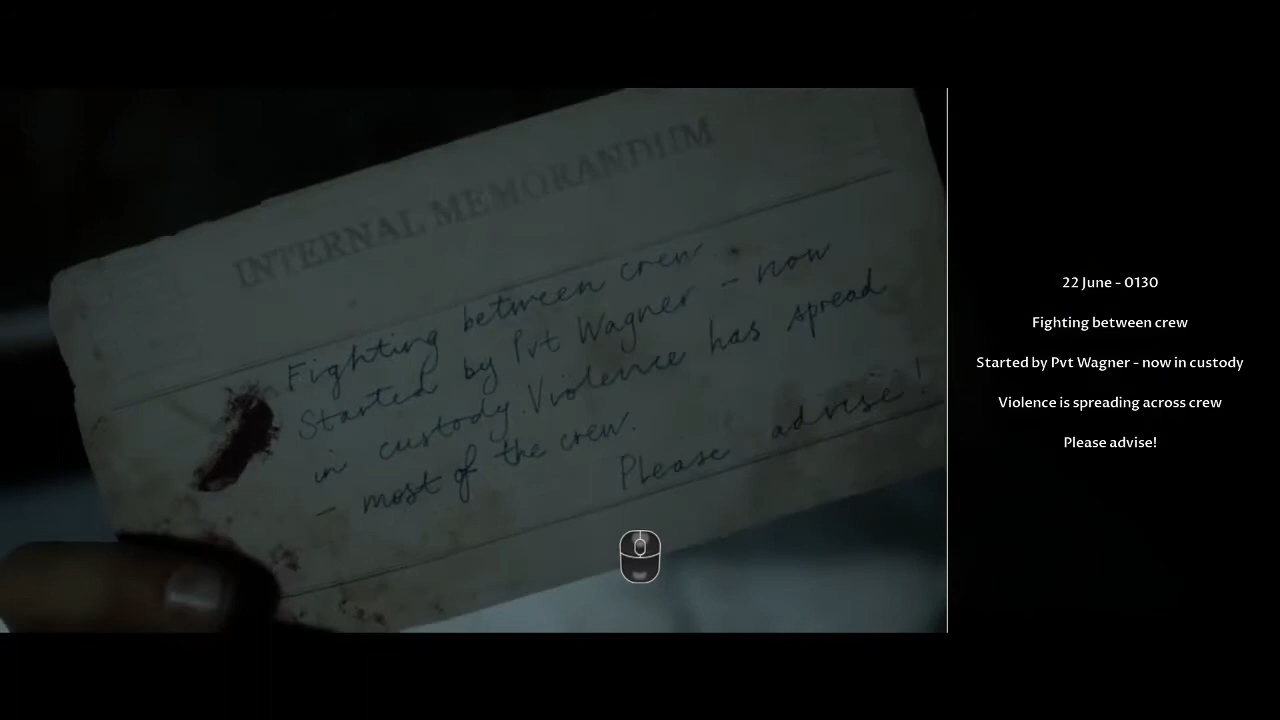 INTERNAL MEMORANDUM
Fighting between crew
Started by Pvt Wagner - now
in custody. Violence has spread
- most of the crew.
Please advise!
22 June - 0130
Fighting between crew
Started by Pvt Wagner - now in custody
Violence is spreading across crew
Please advise!